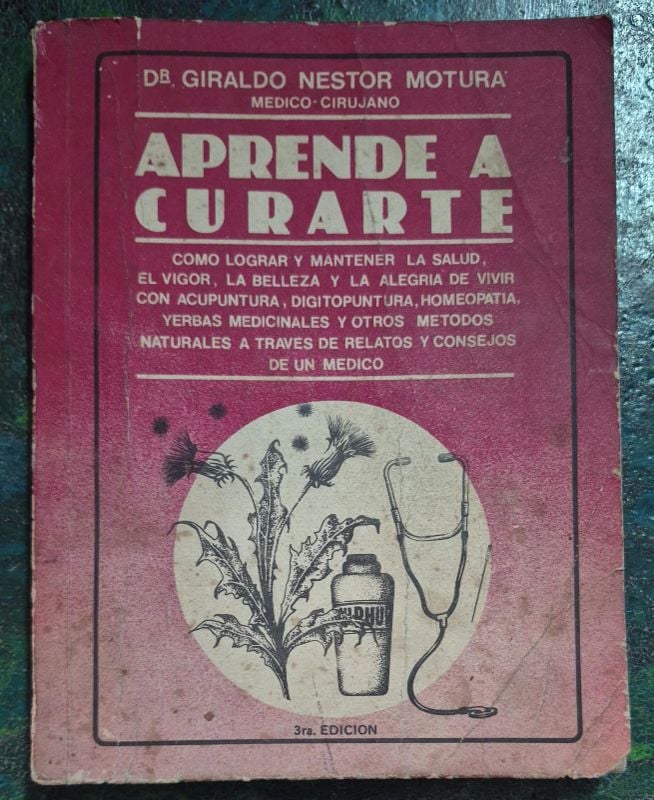 DR. GIRALDO NESTOR MOTURA
MEDICO-CIRUJANO
APRENDE A
CURARTE
COMO LOGRAR Y MANTENER LA SALUD,
EL VIGOR, LA BELLEZA Y LA ALEGRIA DE VIVIR
CON ACUPUNTURA, DIGITOPUNTURA, HOMEOPATIA,
YERBAS MEDICINALES Y OTROS METODOS
NATURALES A TRAVES DE RELATOS Y CONSEJOS
DE UN MEDICO
3ra. EDICION